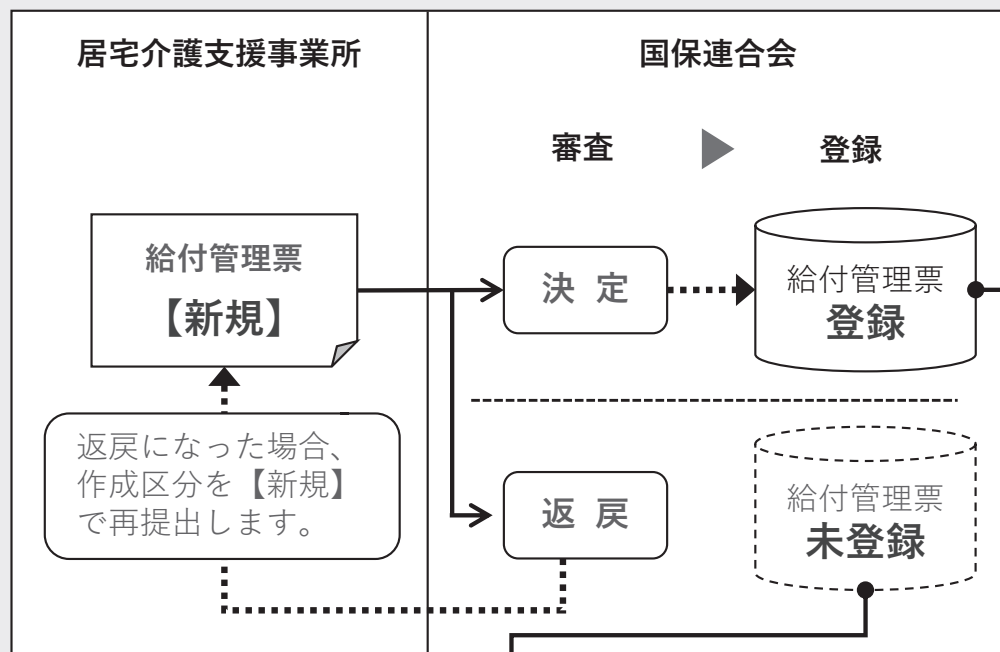 居宅介護支援事業所
国保連合会
審査
登録
給付管理票
【新規】
決 定
給付管理票
登録
返戻になった場合、
作成区分を【新規】
で再提出します。
返 戻
給付管理票
未登録